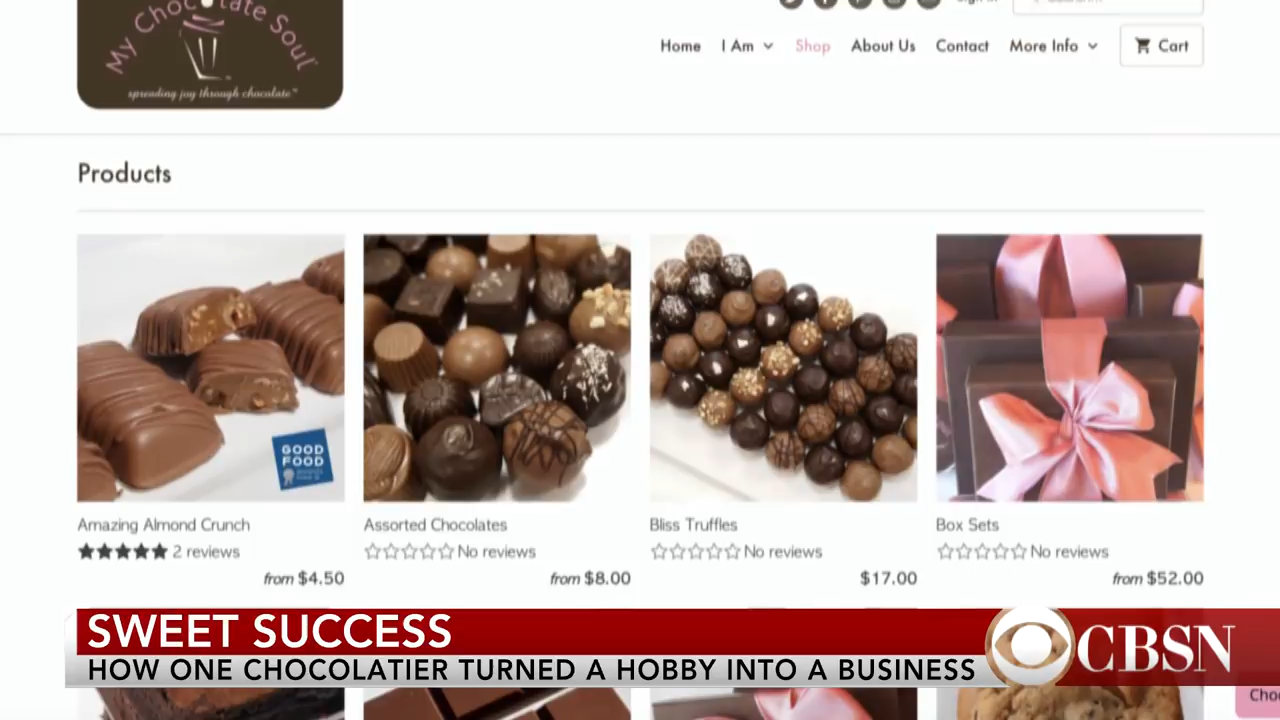 My Chocolate Soul
spreading joy through chocolate™
Home I Am Shop About Us Contact More Info Cart
Products
GOOD
FOOD
Amazing Almond Crunch Assorted Chocolates Bliss Truffles Box Sets
2 reviews No reviews No reviews No reviews
from $4.50 from $8.00 $17.00 from $52.00
SWEET SUCCESS
HOW ONE CHOCOLATIER TURNED A HOBBY INTO A BUSINESS
CBSN